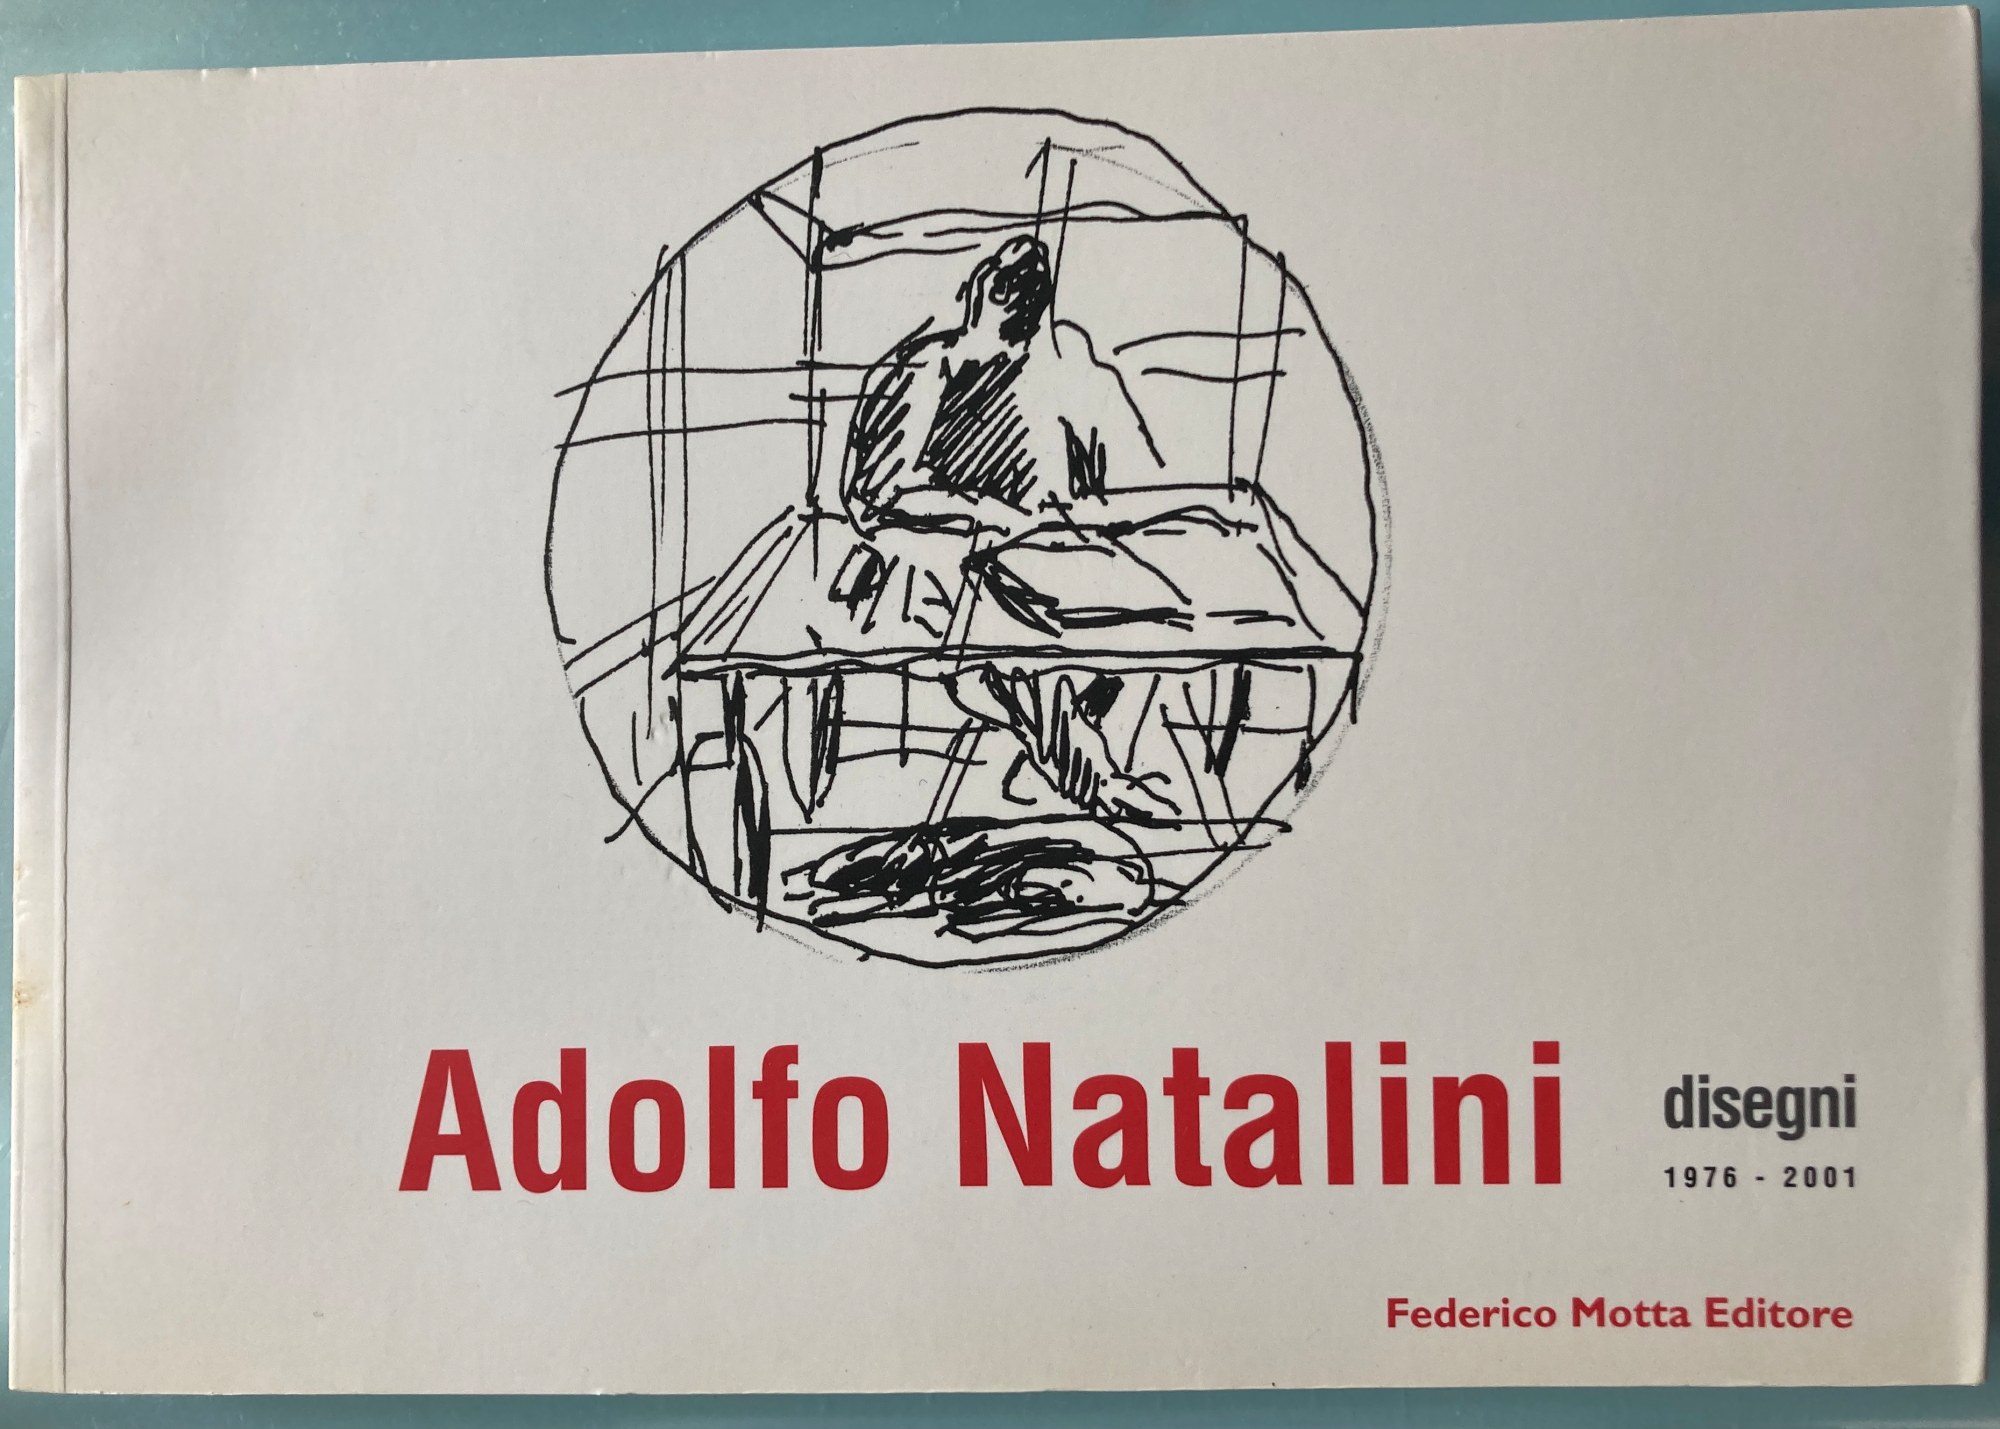 Adolfo Natalini
disegni
1976 - 2001
Federico Motta Editore